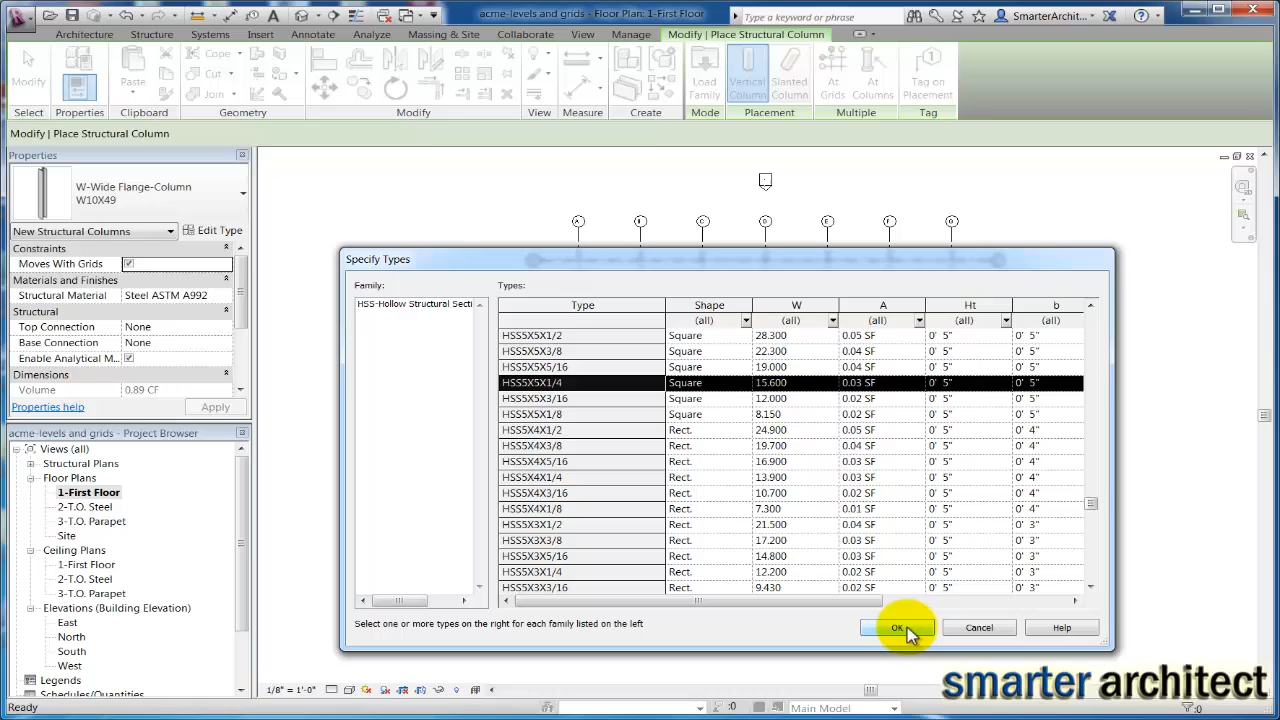 acme-levels and grids - Floor Plan: 1-First Floor
Type a keyword or phrase
SmarterArchit...
Architecture
Structure
Systems
Insert
Annotate
Analyze
Massing & Site
Collaborate
View
Manage
Modify | Place Structural Column
Modify
Paste
Cope
Cut
Join
Load Family
Vertical Column
Slanted Column
At Grids
At Columns
Tag on Placement
Select
Properties
Clipboard
Geometry
Modify
View
Measure
Create
Mode
Placement
Multiple
Tag
Modify | Place Structural Column
Properties
W-Wide Flange-Column
W10X49
New Structural Columns
Edit Type
Constraints
Moves With Grids
Materials and Finishes
Structural Material Steel ASTM A992
Structural
Top Connection None
Base Connection None
Enable Analytical M...
Dimensions
Volume 0.89 CF
Properties help
Apply
acme-levels and grids - Project Browser
Views (all)
Structural Plans
Floor Plans
1-First Floor
2-T.O. Steel
3-T.O. Parapet
Site
Ceiling Plans
1-First Floor
2-T.O. Steel
3-T.O. Parapet
Elevations (Building Elevation)
East
North
South
West
Legends
Schedules/Quantities
A B C D E F G
Specify Types
Family:
HSS-Hollow Structural Secti
Types:
Type Shape W A Ht b
(all) (all) (all) (all) (all)
HSS5X5X1/2 Square 28.300 0.05 SF 0' 5" 0' 5"
HSS5X5X3/8 Square 22.300 0.04 SF 0' 5" 0' 5"
HSS5X5X5/16 Square 19.000 0.04 SF 0' 5" 0' 5"
HSS5X5X1/4 Square 15.600 0.03 SF 0' 5" 0' 5"
HSS5X5X3/16 Square 12.000 0.02 SF 0' 5" 0' 5"
HSS5X5X1/8 Square 8.150 0.02 SF 0' 5" 0' 5"
HSS5X4X1/2 Rect. 24.900 0.05 SF 0' 5" 0' 4"
HSS5X4X3/8 Rect. 19.700 0.04 SF 0' 5" 0' 4"
HSS5X4X5/16 Rect. 16.900 0.03 SF 0' 5" 0' 4"
HSS5X4X1/4 Rect. 13.900 0.03 SF 0' 5" 0' 4"
HSS5X4X3/16 Rect. 10.700 0.02 SF 0' 5" 0' 4"
HSS5X4X1/8 Rect. 7.300 0.01 SF 0' 5" 0' 4"
HSS5X3X1/2 Rect. 21.500 0.04 SF 0' 5" 0' 3"
HSS5X3X3/8 Rect. 17.200 0.03 SF 0' 5" 0' 3"
HSS5X3X5/16 Rect. 14.800 0.03 SF 0' 5" 0' 3"
HSS5X3X1/4 Rect. 12.200 0.02 SF 0' 5" 0' 3"
HSS5X3X3/16 Rect. 9.430 0.02 SF 0' 5" 0' 3"
Select one or more types on the right for each family listed on the left
OK
Cancel
Help
1/8" = 1'-0"
smarter architect
Ready
:0
Main Model
:0